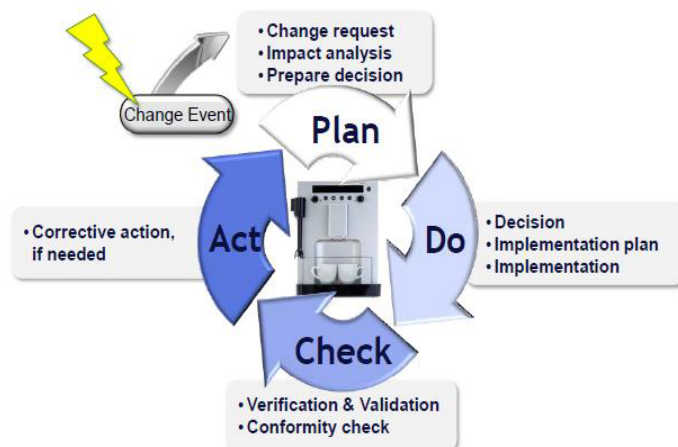 • Change request
• Impact analysis
• Prepare decision
Change Event
Plan
Act
• Corrective action,
if needed
Do
• Decision
• Implementation plan
• Implementation
Check
• Verification & Validation
• Conformity check